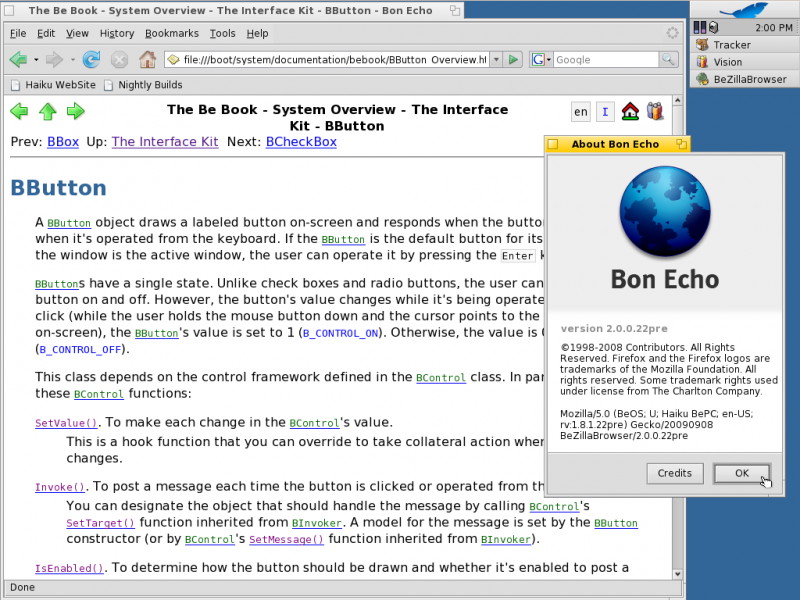 The Be Book - System Overview - The Interface Kit - BButton - Bon Echo
File Edit View History Bookmarks Tools Help
file:///boot/system/documentation/bebook/BButton_Overview.ht
G Google
Haiku WebSite Nightly Builds
The Be Book - System Overview - The Interface
Kit - BButton
en I
Prev: BBox Up: The Interface Kit Next: BCheckBox
BButton
A BButton object draws a labeled button on-screen and responds when the button
when it's operated from the keyboard. If the BButton is the default button for its
the window is the active window, the user can operate it by pressing the Enter k
BButtons have a single state. Unlike check boxes and radio buttons, the user can
button on and off. However, the button's value changes while it's being operate
click (while the user holds the mouse button down and the cursor points to the
on-screen), the BButton's value is set to 1 (B_CONTROL_ON). Otherwise, the value is 0
(B_CONTROL_OFF).
This class depends on the control framework defined in the BControl class. In par
these BControl functions:
SetValue(). To make each change in the BControl's value.
This is a hook function that you can override to take collateral action wher
changes.
Invoke(). To post a message each time the button is clicked or operated from th
You can designate the object that should handle the message by calling BControl's
SetTarget() function inherited from BInvoker. A model for the message is set by the BButton
constructor (or by BControl's SetMessage() function inherited from BInvoker).
IsEnabled(). To determine how the button should be drawn and whether it's enabled to post a
Done
2:00 PM
Tracker
Vision
BeZillaBrowser
About Bon Echo
Bon Echo
version 2.0.0.22pre
©1998-2008 Contributors. All Rights
Reserved. Firefox and the Firefox logos are
trademarks of the Mozilla Foundation. All
rights reserved. Some trademark rights used
under license from The Charlton Company.
Mozilla/5.0 (BeOS; U; Haiku BePC; en-US;
rv:1.8.1.22pre) Gecko/20090908
BeZillaBrowser/2.0.0.22pre
Credits OK